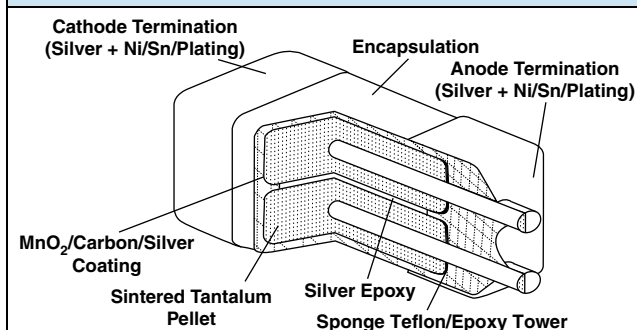 Cathode Termination
(Silver + Ni/Sn/Plating)
Encapsulation
Anode Termination
(Silver + Ni/Sn/Plating)
MnO₂/Carbon/Silver
Coating
Sintered Tantalum
Pellet
Silver Epoxy
Sponge Teflon/Epoxy Tower